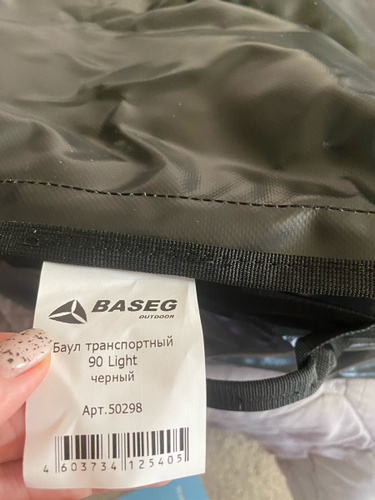 BASEG
OUTDOOR
Баул транспортный
90 Light
черный
Арт.50298
4 603734 125405